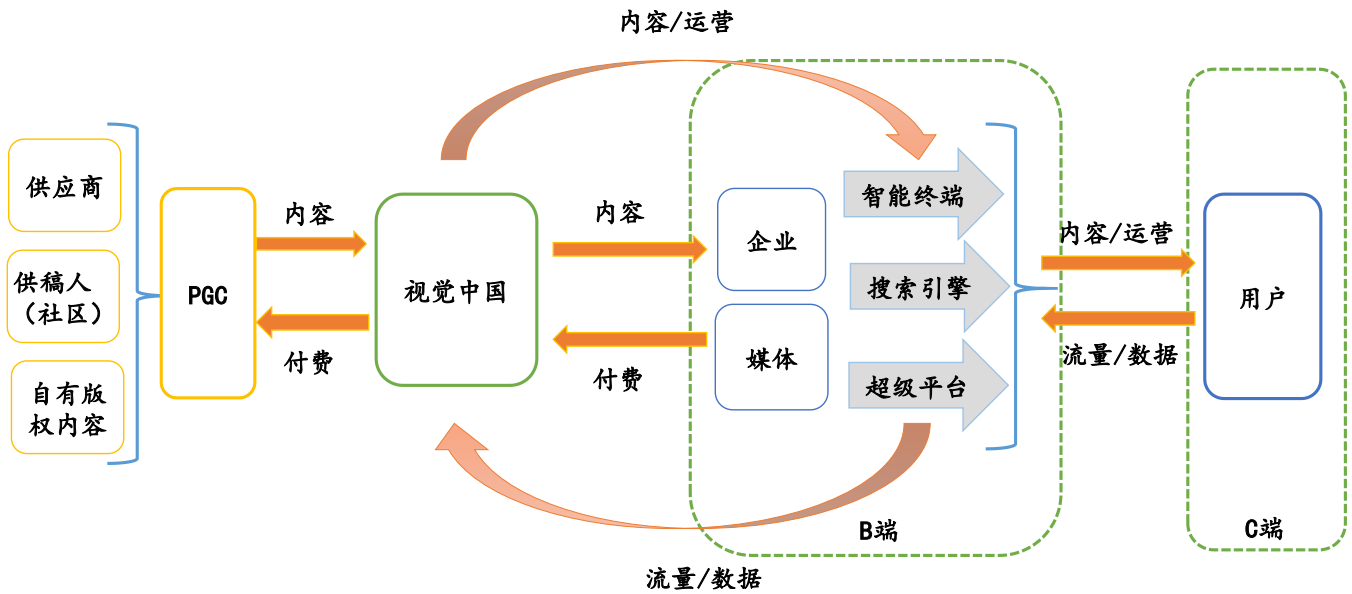 内容/运营
供应商
供稿人
（社区）
自有版
权内容
PGC
内容
付费
视觉中国
内容
付费
企业
媒体
智能终端
搜索引擎
超级平台
B端
内容/运营
流量/数据
用户
C端
流量/数据